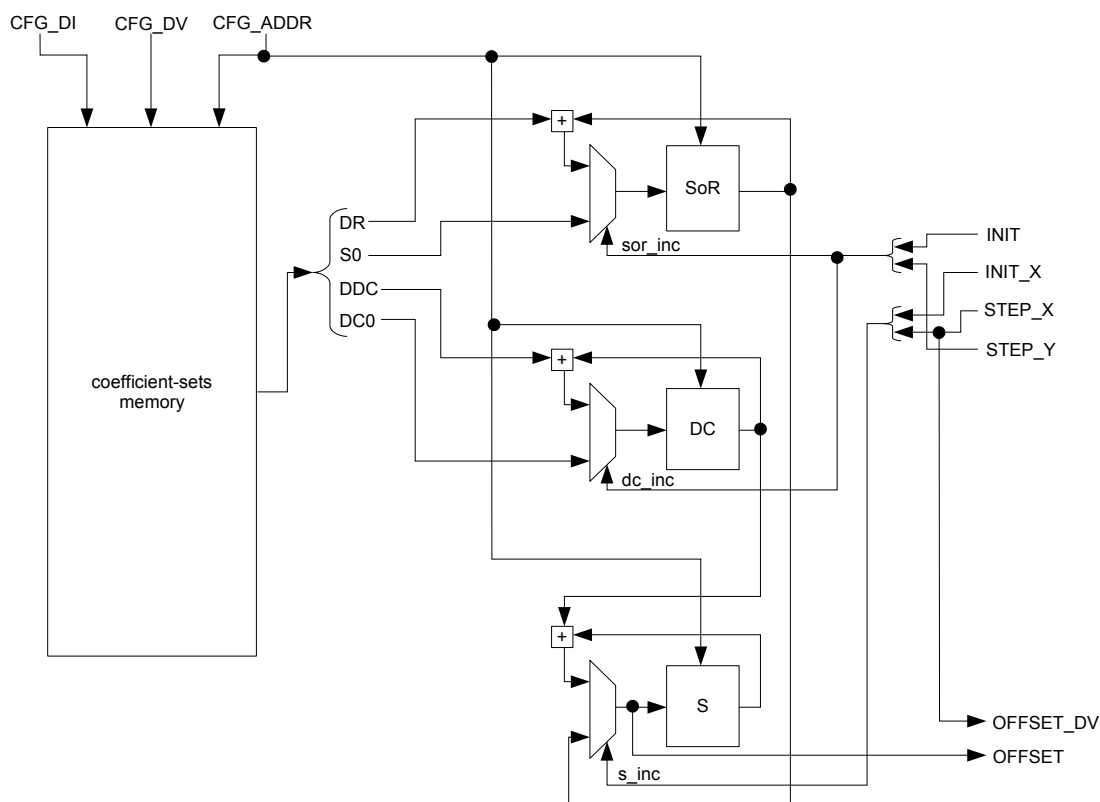 CFG_DI
CFG_DV
CFG_ADDR
+
SoR
DR
S0
DDC
DC0
sor_inc
INIT
INIT_X
STEP_X
STEP_Y
+
coefficient-sets
memory
DC
dc_inc
+
S
s_inc
OFFSET_DV
OFFSET